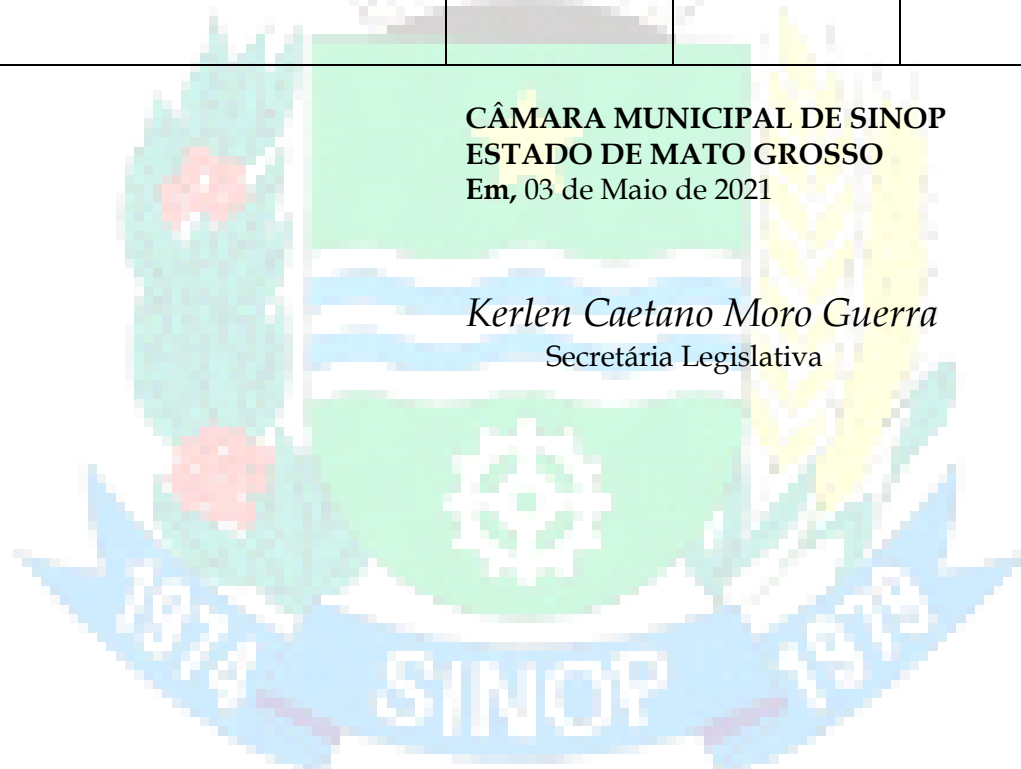 CÂMARA MUNICIPAL DE SINOP
ESTADO DE MATO GROSSO
Em, 03 de Maio de 2021
Kerlen Caetano Moro Guerra
Secretária Legislativa
1974 SINOP 1979